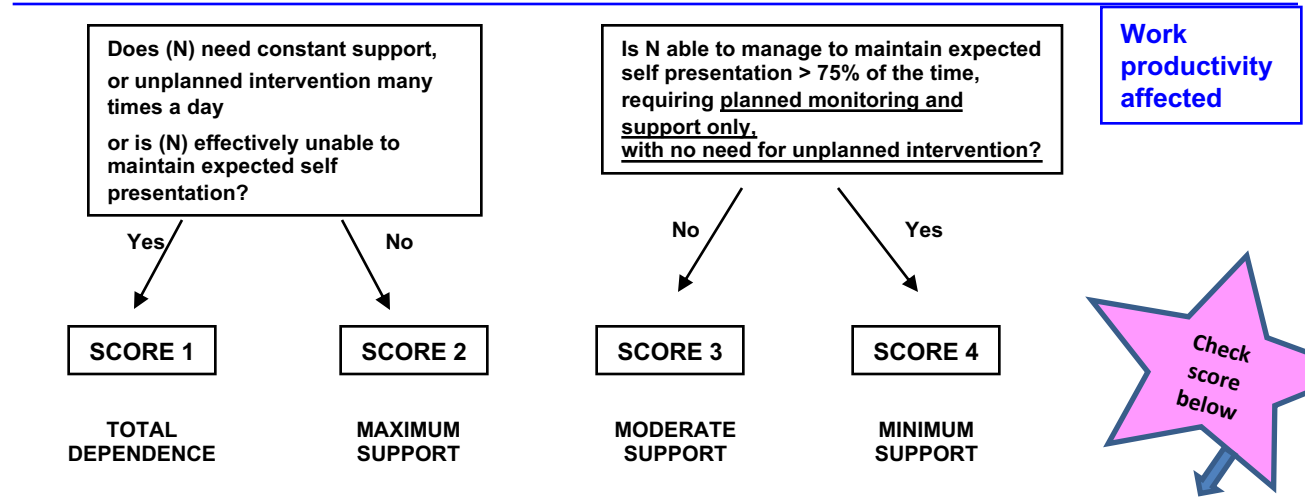 Does (N) need constant support,
or unplanned intervention many
times a day
or is (N) effectively unable to
maintain expected self
presentation?
Is N able to manage to maintain expected
self presentation > 75% of the time,
requiring planned monitoring and
support only,
with no need for unplanned intervention?
Work
productivity
affected
Yes
No
No
Yes
SCORE 1
SCORE 2
SCORE 3
SCORE 4
Check
score
below
TOTAL
DEPENDENCE
MAXIMUM
SUPPORT
MODERATE
SUPPORT
MINIMUM
SUPPORT